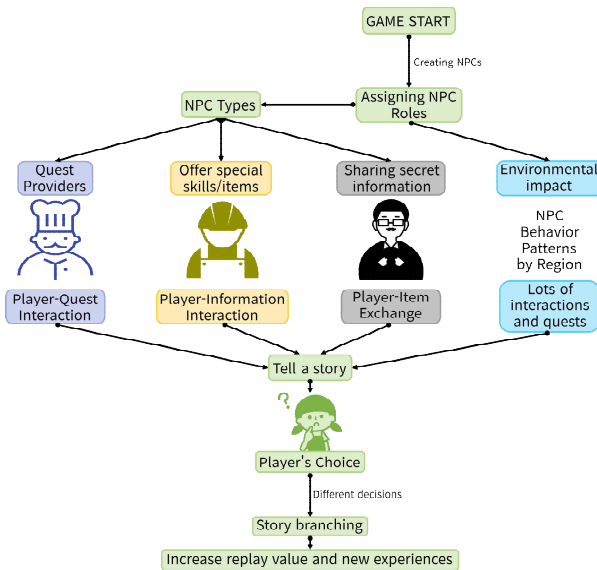 GAME START
Creating NPCs
NPC Types
Assigning NPC
Roles
Quest
Providers
Offer special
skills/items
Sharing secret
information
Environmental
impact
NPC
Behavior
Patterns
by Region
Player-Quest
Interaction
Player-Information
Interaction
Player-Item
Exchange
Lots of
interactions
and quests
Tell a story
?
Player's Choice
Different decisions
Story branching
Increase replay value and new experiences